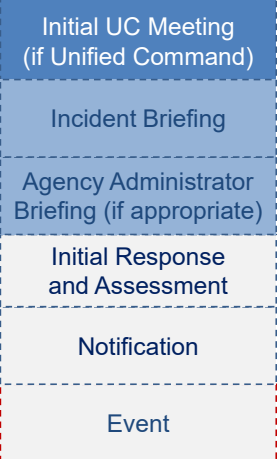 Initial UC Meeting
(if Unified Command)
Incident Briefing
Agency Administrator
Briefing (if appropriate)
Initial Response
and Assessment
Notification
Event